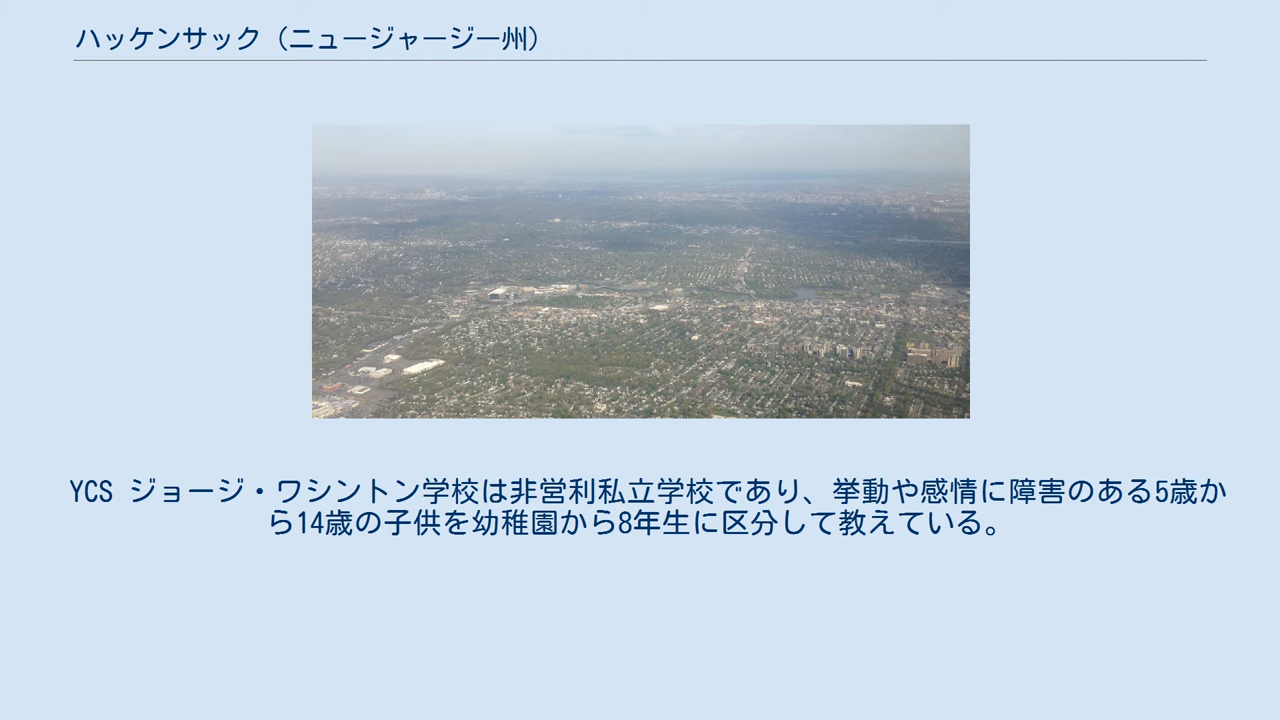 ハッケンサック（ニュージャージー州）
YCS ジョージ・ワシントン学校は非営利私立学校であり、挙動や感情に障害のある5歳か
ら14歳の子供を幼稚園から8年生に区分して教えている。